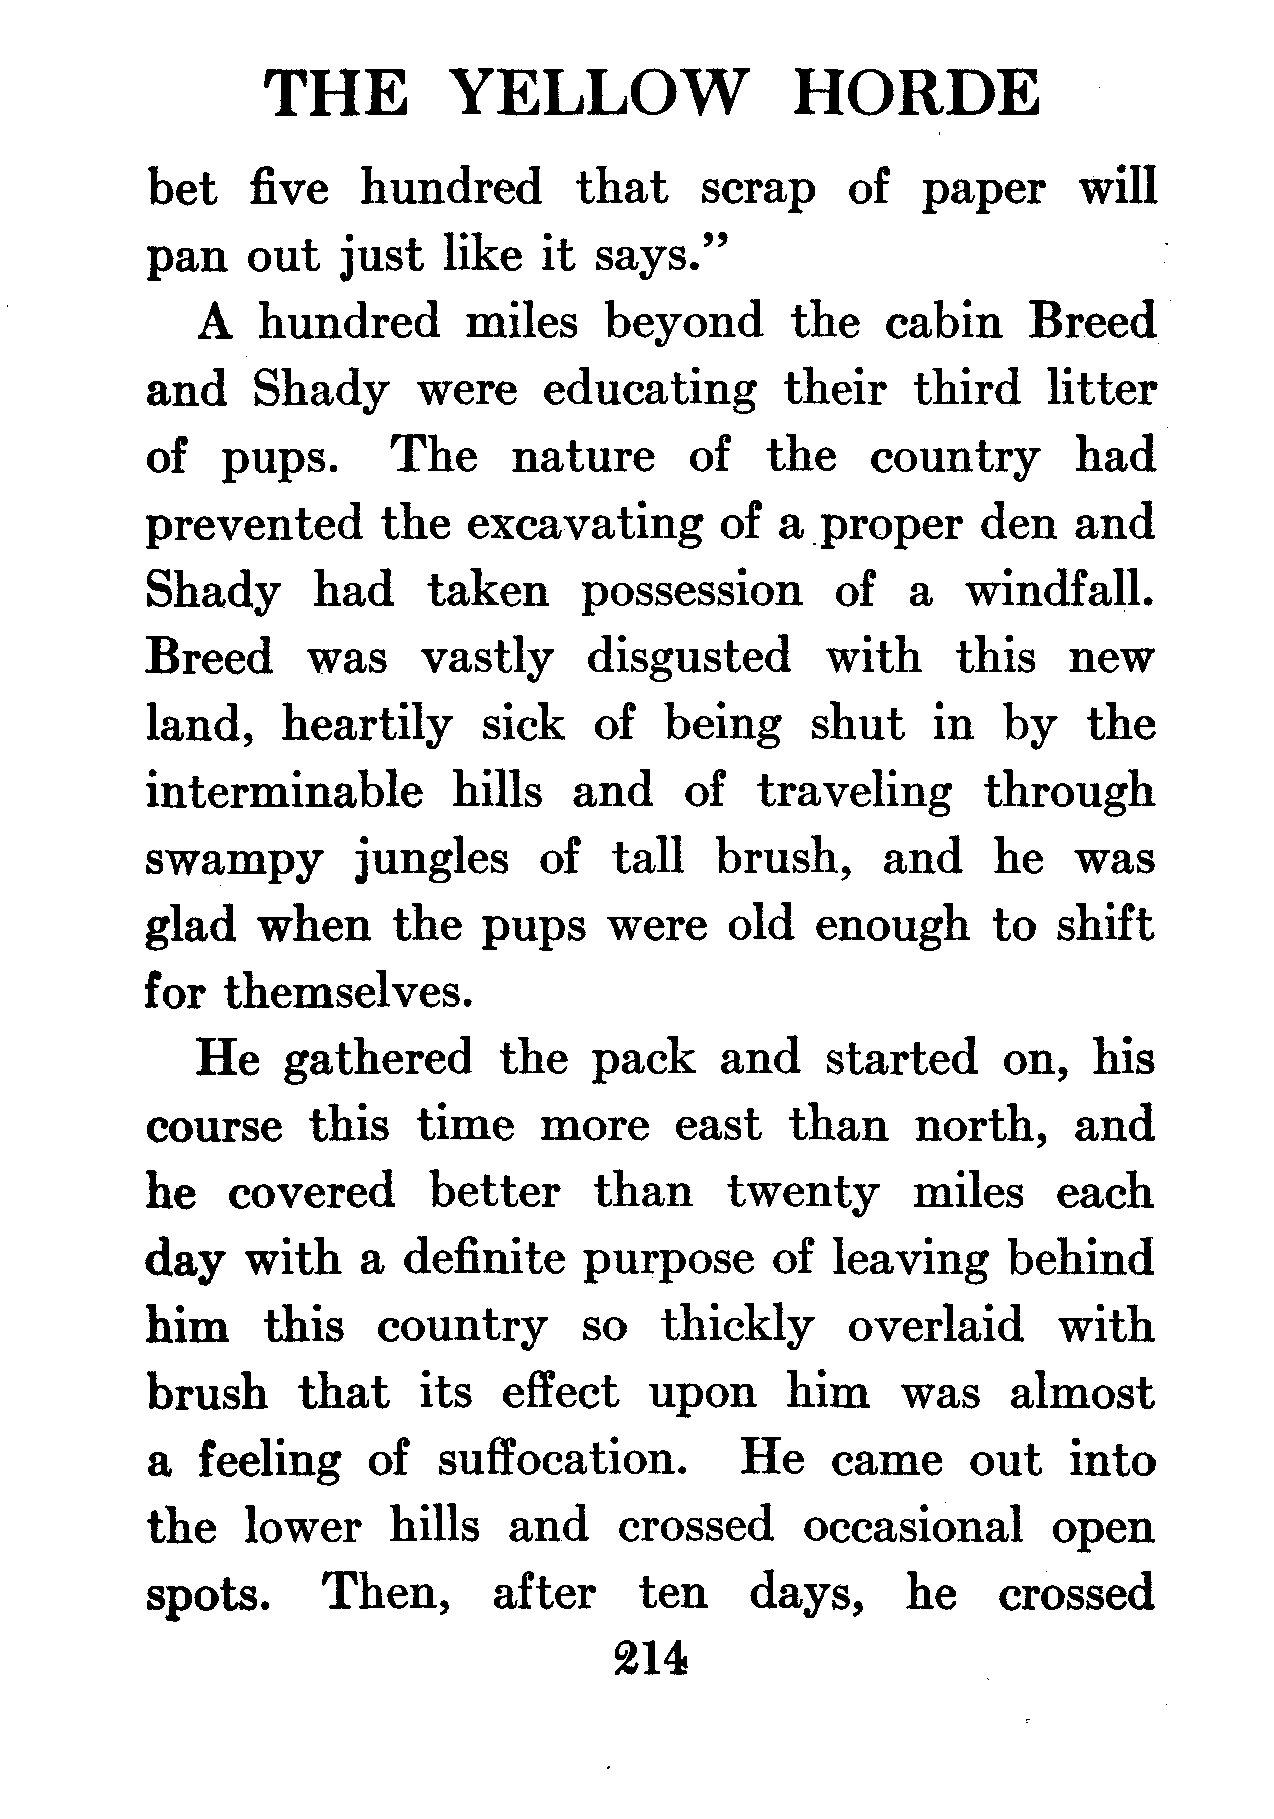 THE YELLOW HORDE
bet five hundred that scrap of paper will
pan out just like it says.”
A hundred miles beyond the cabin Breed
and Shady were educating their third litter
of pups. The nature of the country had
prevented the excavating of a proper den and
Shady had taken possession of a windfall.
Breed was vastly disgusted with this new
land, heartily sick of being shut in by the
interminable hills and of traveling through
swampy jungles of tall brush, and he was
glad when the pups were old enough to shift
for themselves.
He gathered the pack and started on, his
course this time more east than north, and
he covered better than twenty miles each
day with a definite purpose of leaving behind
him this country so thickly overlaid with
brush that its effect upon him was almost
a feeling of suffocation. He came out into
the lower hills and crossed occasional open
spots. Then, after ten days, he crossed
214